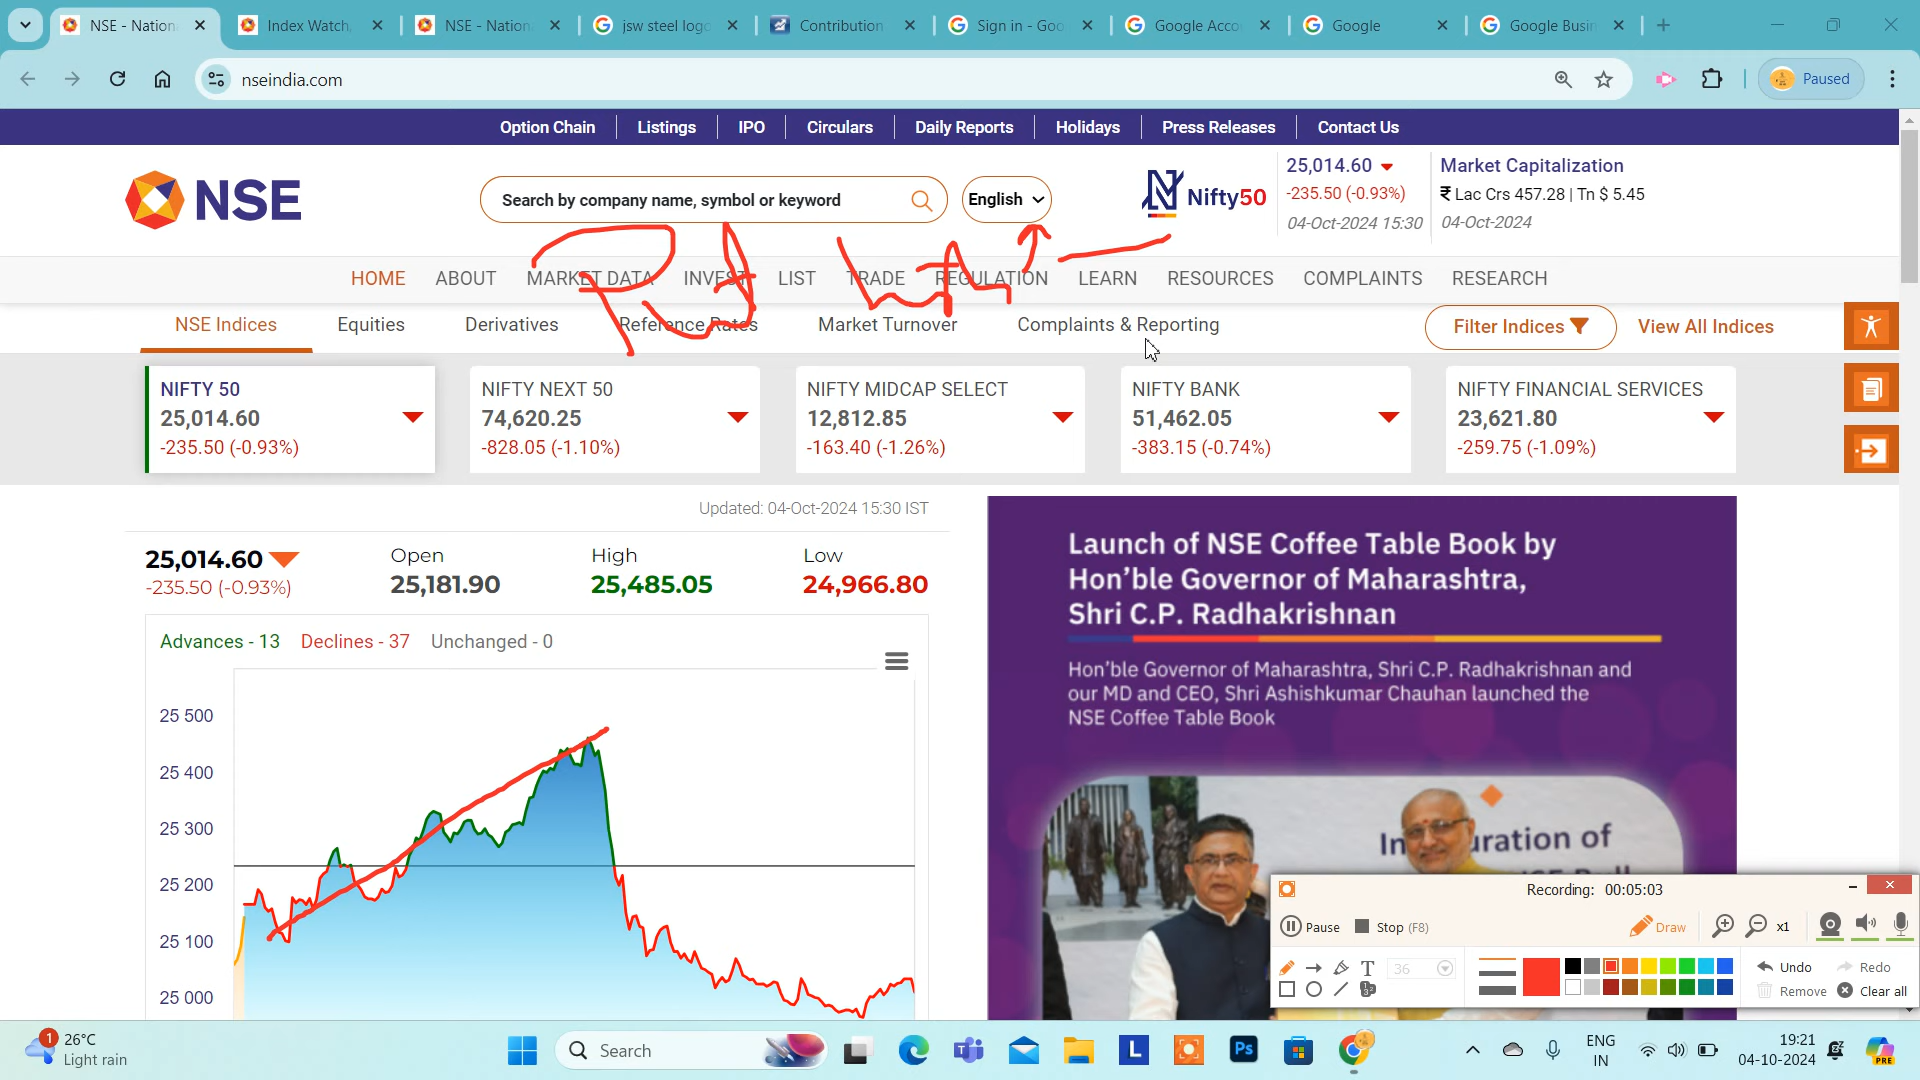 NSE - Nation
Index Watch,
NSE - Nation
jsw steel logo
Contribution
Sign in - Goo
Google Acco
Google
Google Busin
nseindia.com
Paused
Option Chain
Listings
IPO
Circulars
Daily Reports
Holidays
Press Releases
Contact Us
NSE
Search by company name, symbol or keyword
English
Nifty50
25,014.60
-235.50 (-0.93%)
04-Oct-2024 15:30
Market Capitalization
₹ Lac Crs 457.28 | Tn $ 5.45
04-Oct-2024
HOME
ABOUT
MARKET DATA
INVEST
LIST
TRADE
REGULATION
LEARN
RESOURCES
COMPLAINTS
RESEARCH
NSE Indices
Equities
Derivatives
Reference Rates
Market Turnover
Complaints & Reporting
Filter Indices
View All Indices
NIFTY 50
25,014.60
-235.50 (-0.93%)
NIFTY NEXT 50
74,620.25
-828.05 (-1.10%)
NIFTY MIDCAP SELECT
12,812.85
-163.40 (-1.26%)
NIFTY BANK
51,462.05
-383.15 (-0.74%)
NIFTY FINANCIAL SERVICES
23,621.80
-259.75 (-1.09%)
Updated: 04-Oct-2024 15:30 IST
25,014.60
-235.50 (-0.93%)
Open
25,181.90
High
25,485.05
Low
24,966.80
Advances - 13
Declines - 37
Unchanged - 0
25 500
25 400
25 300
25 200
25 100
25 000
Launch of NSE Coffee Table Book by
Hon'ble Governor of Maharashtra,
Shri C.P. Radhakrishnan
Hon'ble Governor of Maharashtra, Shri C.P. Radhakrishnan and
our MD and CEO, Shri Ashishkumar Chauhan launched the
NSE Coffee Table Book
Recording: 00:05:03
Pause
Stop (F8)
Draw
x1
T
36
Undo
Redo
Remove
Clear all
1
26°C
Light rain
Search
L
Ps
PRE
ENG
IN
19:21
04-10-2024